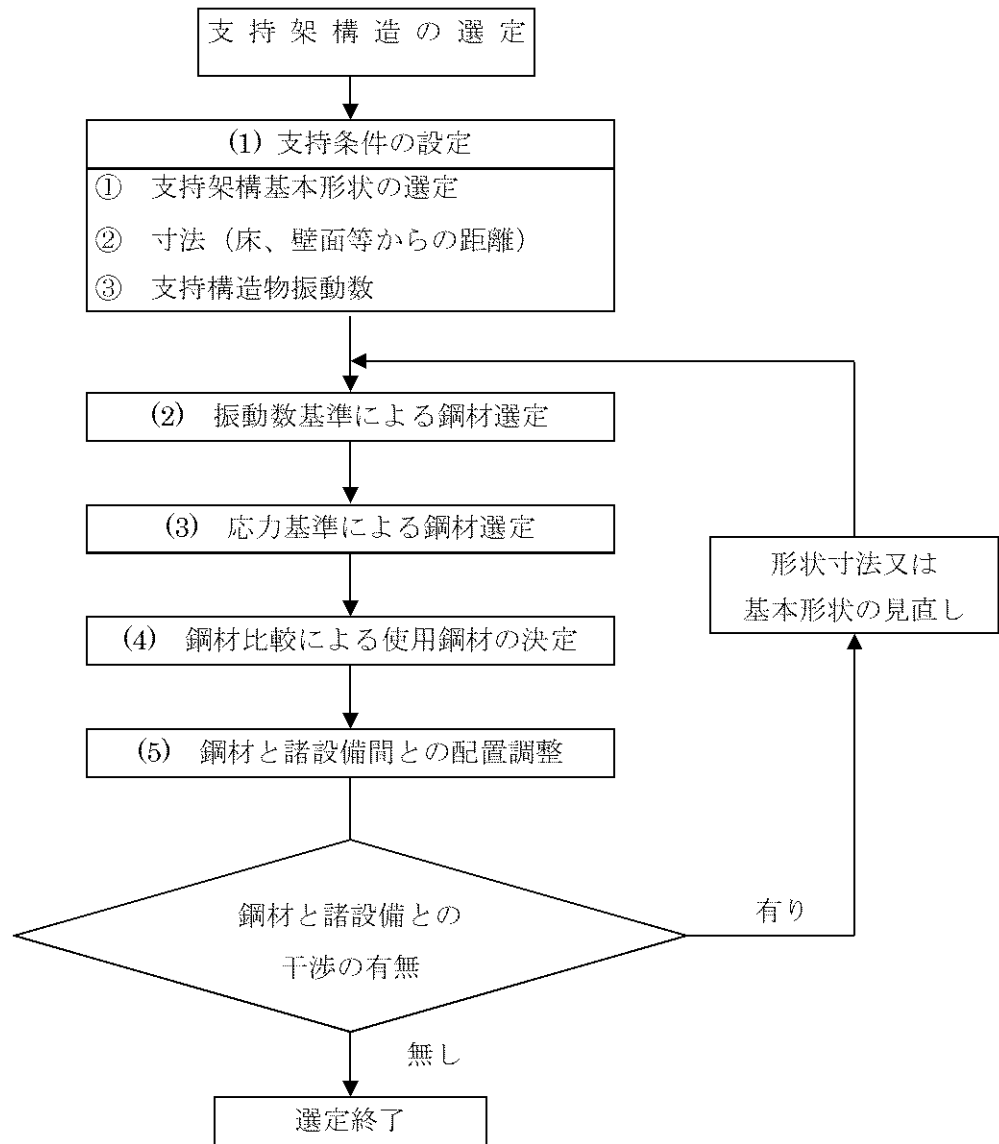 支持架構造の選定
(1) 支持条件の設定
① 支持架構基本形状の選定
② 寸法（床、壁面等からの距離）
③ 支持構造物振動数
(2) 振動数基準による鋼材選定
(3) 応力基準による鋼材選定
(4) 鋼材比較による使用鋼材の決定
(5) 鋼材と諸設備間との配置調整
鋼材と諸設備との
干渉の有無
有り
形状寸法又は
基本形状の見直し
無し
選定終了